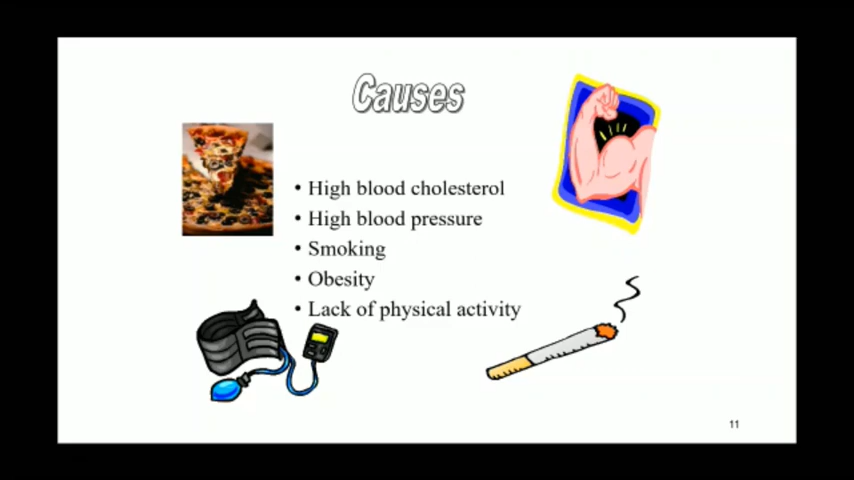 Causes
• High blood cholesterol
• High blood pressure
• Smoking
• Obesity
• Lack of physical activity
11